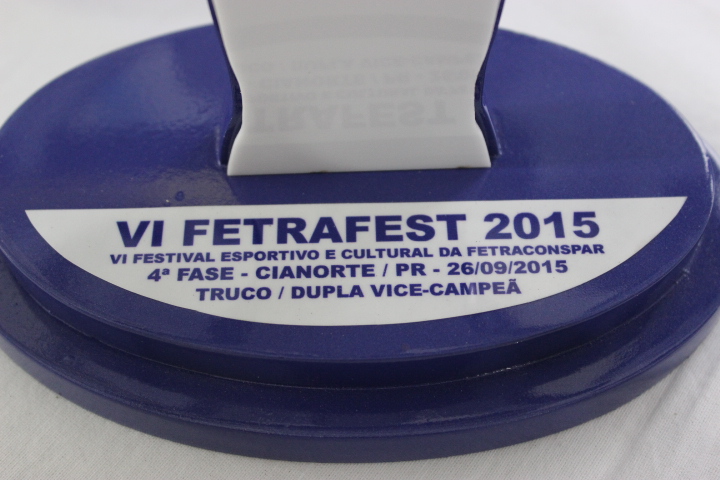 VI FETRAFEST 2015
VI FESTIVAL ESPORTIVO E CULTURAL DA FETRACONSPAR
4ª FASE - CIANORTE / PR - 26/09/2015
TRUCO / DUPLA VICE-CAMPEÃ